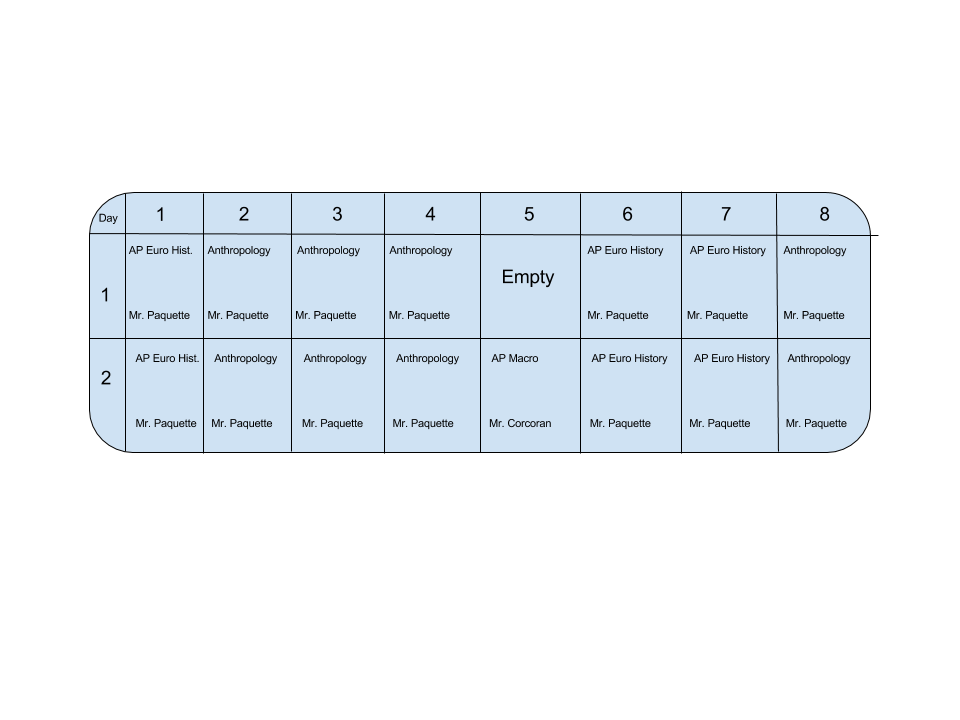 Day 1 2 3 4 5 6 7 8
AP Euro Hist. Anthropology Anthropology Anthropology AP Euro History AP Euro History Anthropology
Empty
1
Mr. Paquette Mr. Paquette Mr. Paquette Mr. Paquette Mr. Paquette Mr. Paquette Mr. Paquette
AP Euro Hist. Anthropology Anthropology Anthropology AP Macro AP Euro History AP Euro History Anthropology
2
Mr. Paquette Mr. Paquette Mr. Paquette Mr. Paquette Mr. Corcoran Mr. Paquette Mr. Paquette Mr. Paquette